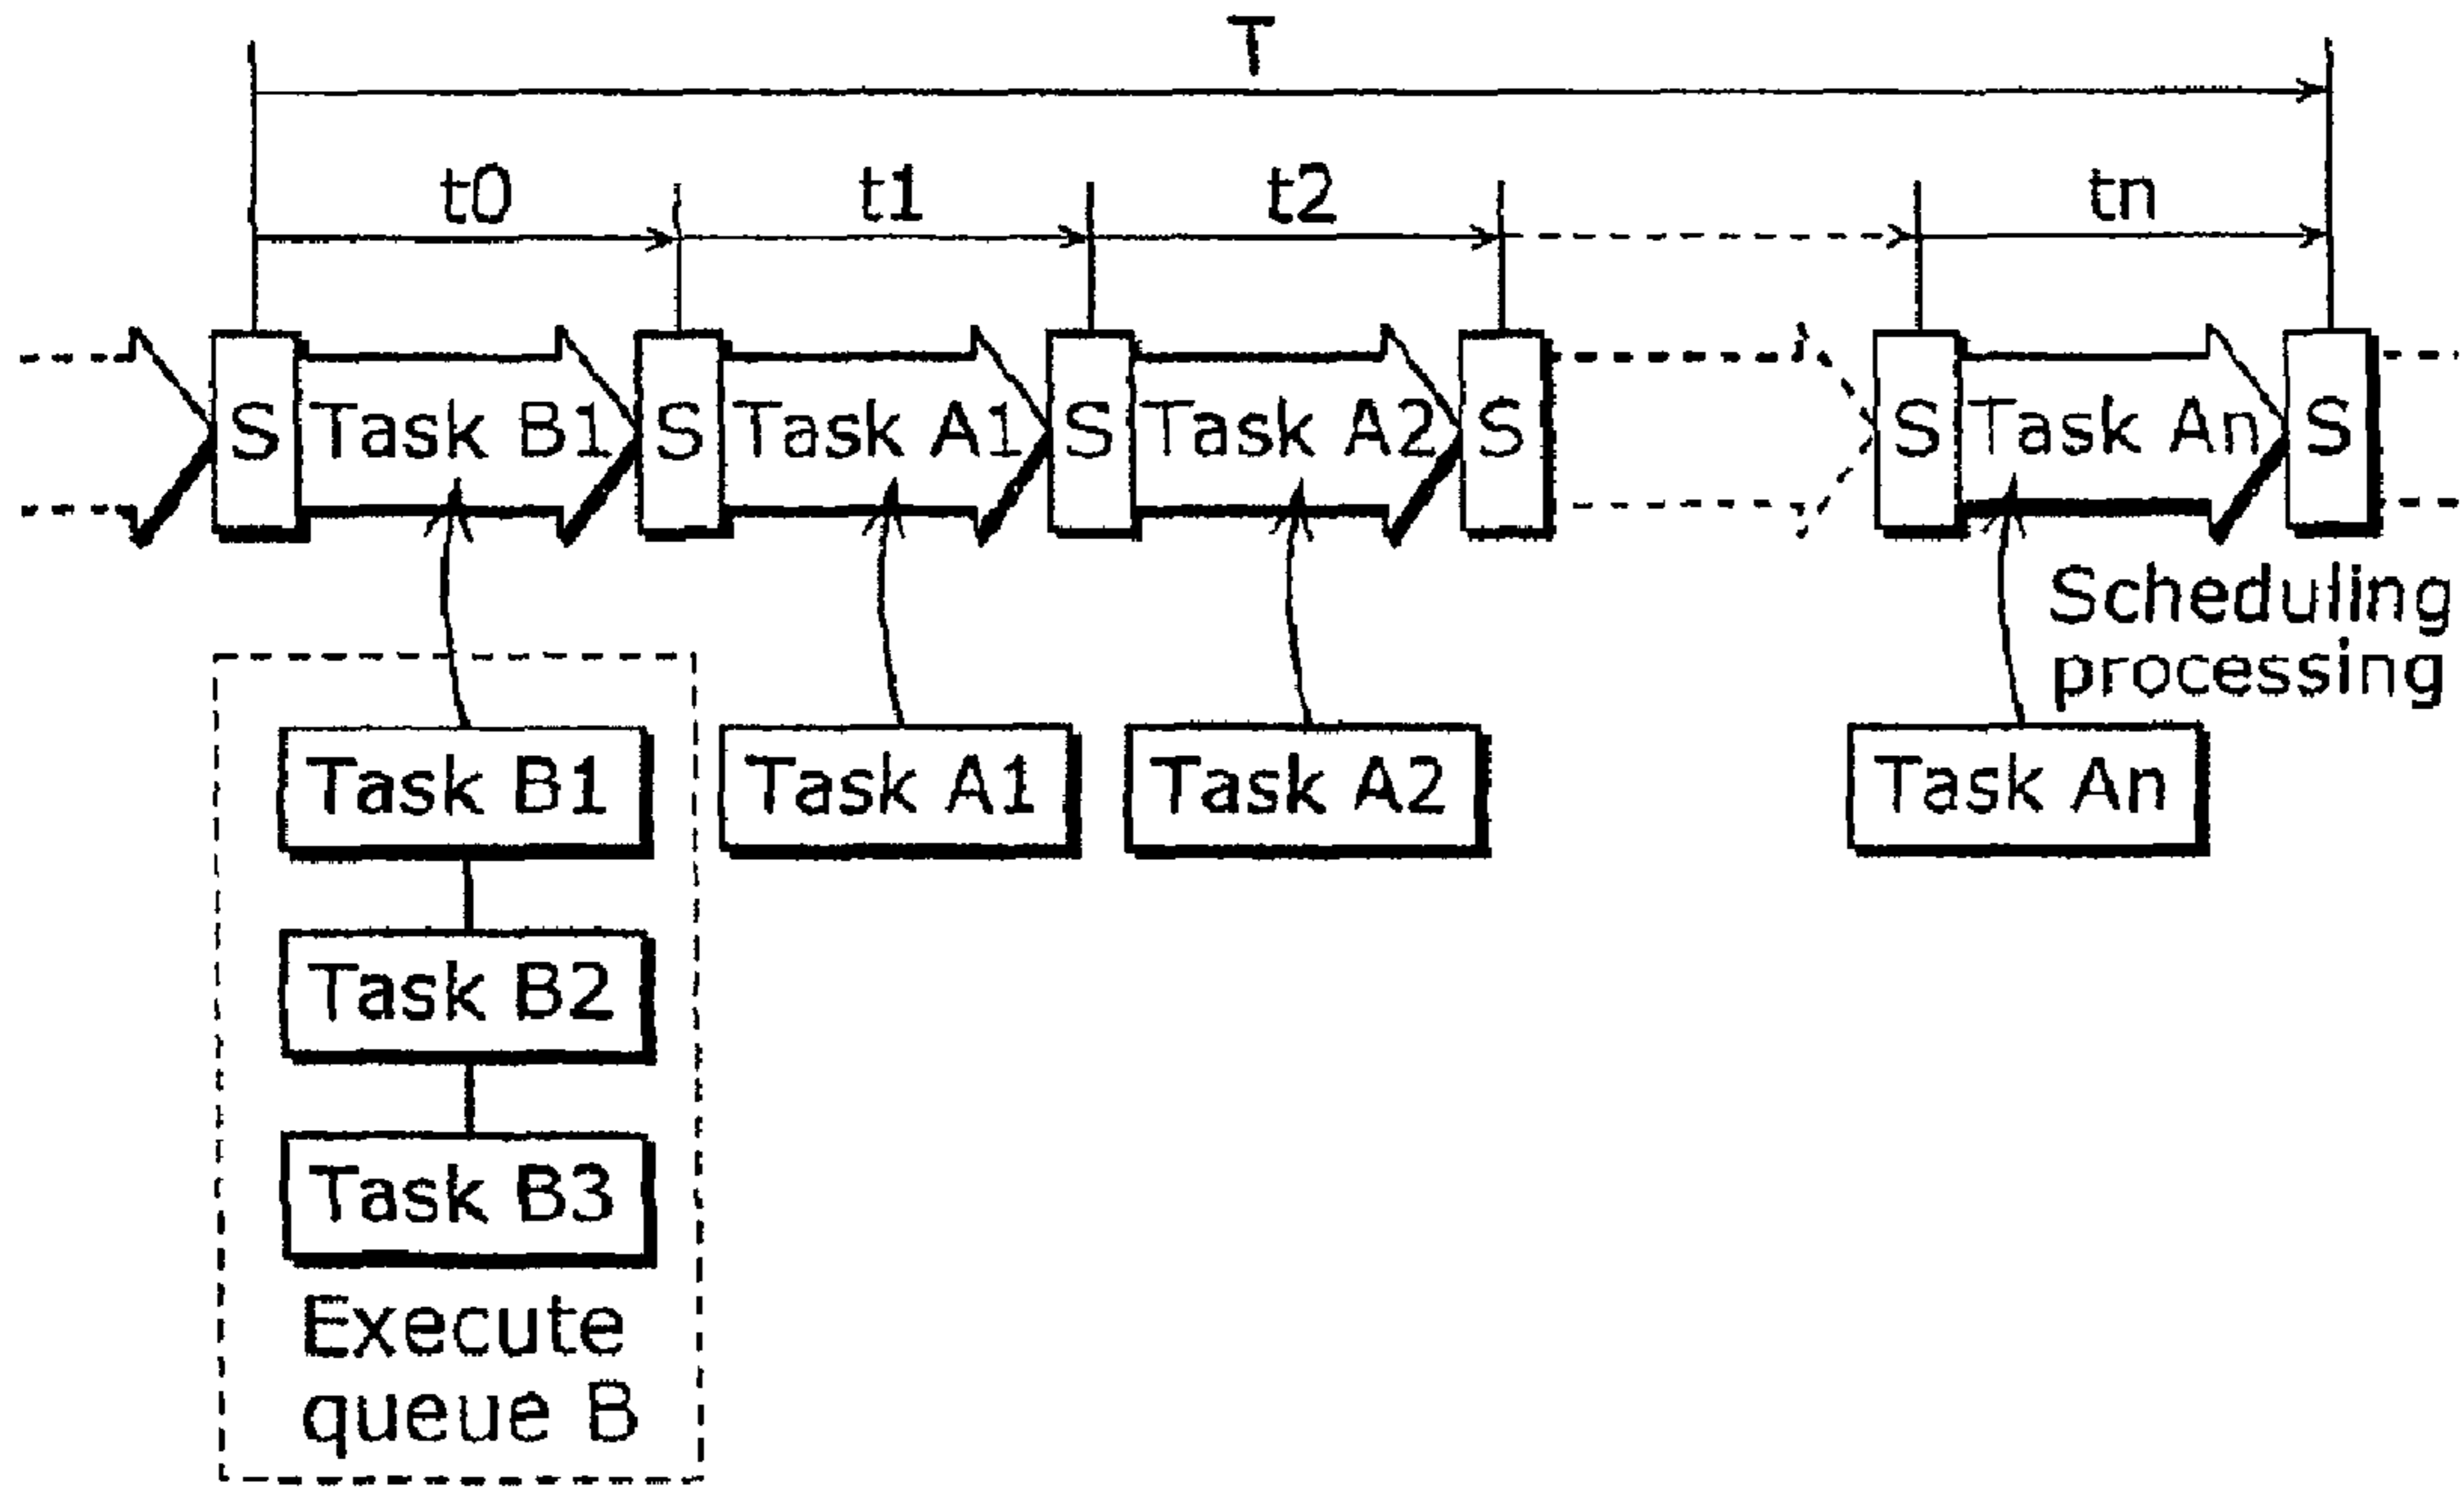 T
t0 t1 t2 tn
S Task B1 S Task A1 S Task A2 S S Task An S
Scheduling
processing
Task B1 Task A1 Task A2 Task An
Task B2
Task B3
Execute
queue B